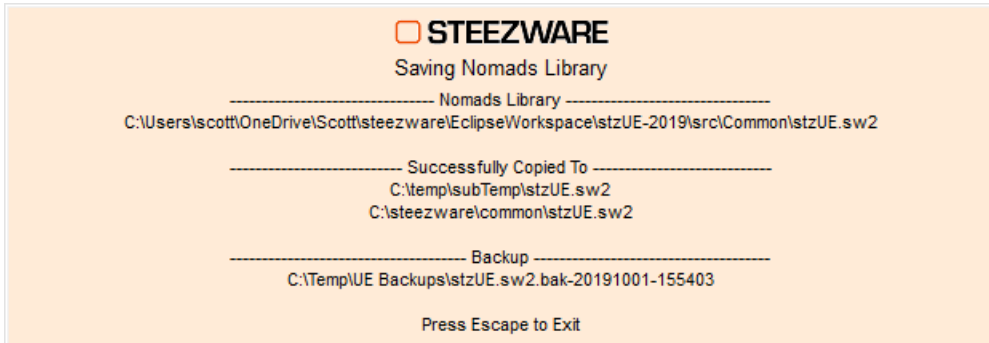 STEEZWARE
Saving Nomads Library
---------------------------------- Nomads Library ----------------------------------
C:\Users\scott\OneDrive\Scott\steezware\EclipseWorkspace\stzUE-2019\src\Common\stzUE.sw2
----------------------------- Successfully Copied To ------------------------------
C:\temp\subTemp\stzUE.sw2
C:\steezware\common\stzUE.sw2
--------------------------------------- Backup ---------------------------------------
C:\Temp\UE Backups\stzUE.sw2.bak-20191001-155403
Press Escape to Exit